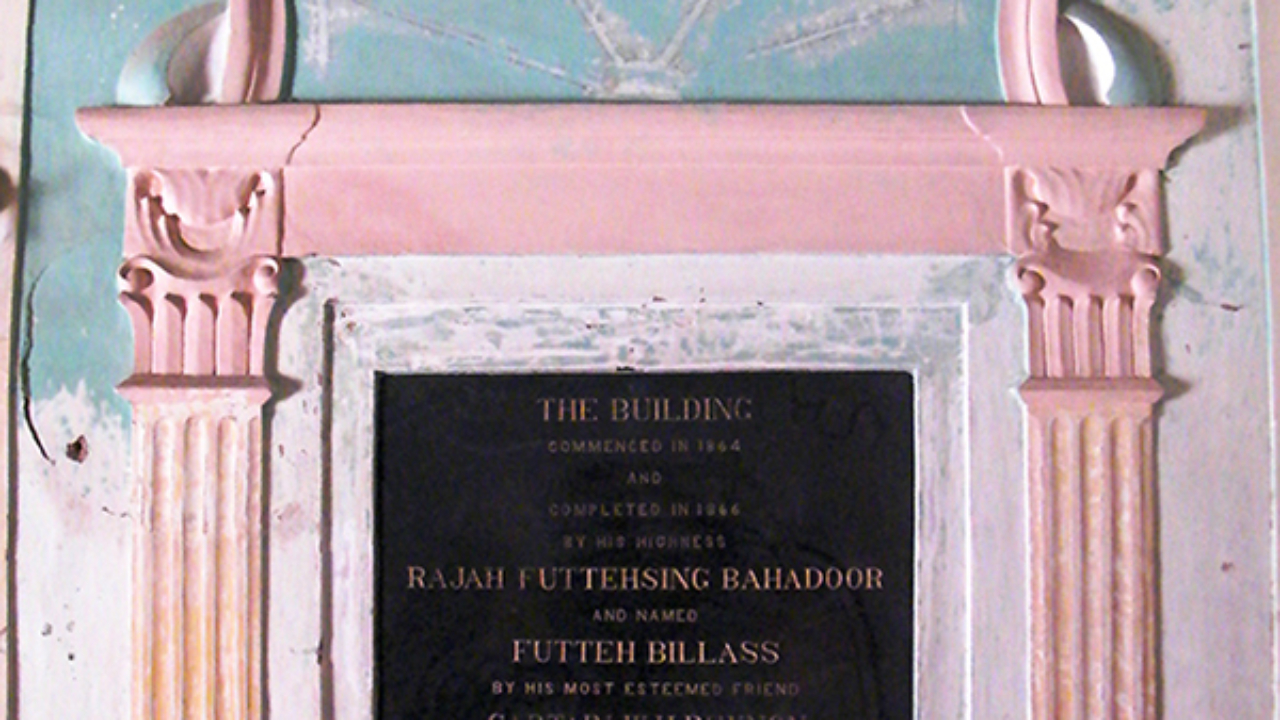 THE BUILDING
COMMENCED IN 1864
AND
COMPLETED IN 1866
BY HIS HIGHNESS
RAJAH FUTTEHSING BAHADOOR
AND NAMED
FUTTEH BILLASS
BY HIS MOST ESTEEMED FRIEND
CAPTAIN